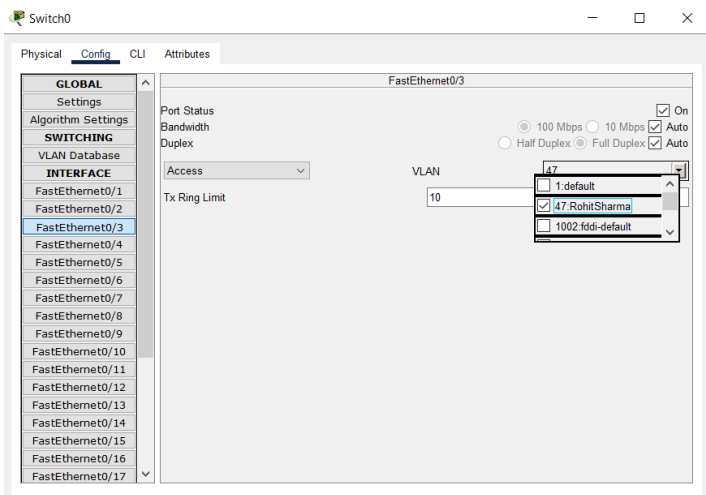 Switch0
Physical Config CLI Attributes
GLOBAL
Settings
Algorithm Settings
SWITCHING
VLAN Database
INTERFACE
FastEthernet0/1
FastEthernet0/2
FastEthernet0/3
FastEthernet0/4
FastEthernet0/5
FastEthernet0/6
FastEthernet0/7
FastEthernet0/8
FastEthernet0/9
FastEthernet0/10
FastEthernet0/11
FastEthernet0/12
FastEthernet0/13
FastEthernet0/14
FastEthernet0/15
FastEthernet0/16
FastEthernet0/17
FastEthernet0/3
Port Status On
Bandwidth 100 Mbps 10 Mbps Auto
Duplex Half Duplex Full Duplex Auto
Access VLAN 47
1:default
47:RohitSharma
1002:fddi-default
Tx Ring Limit 10